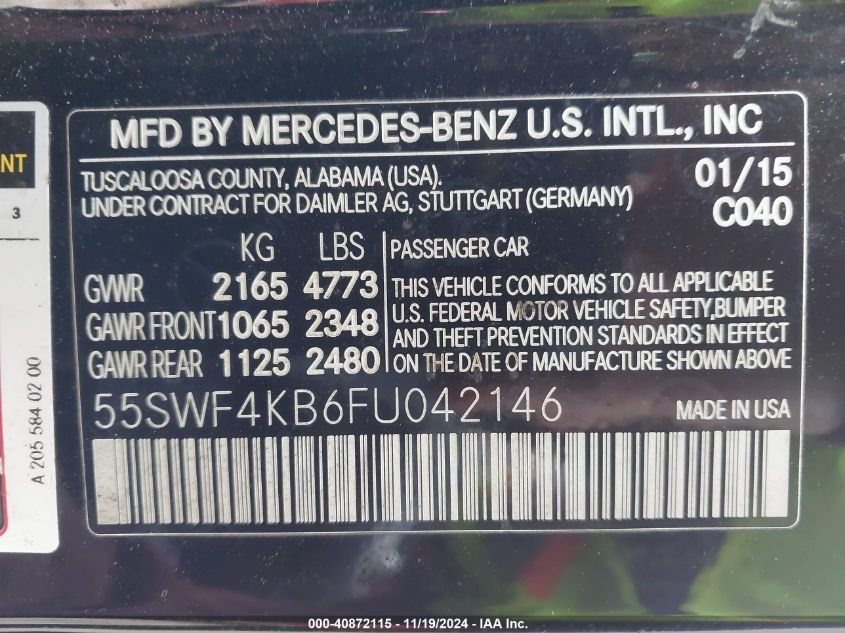 MFD BY MERCEDES-BENZ U.S. INTL., INC
TUSCALOOSA COUNTY, ALABAMA (USA). 01/15
UNDER CONTRACT FOR DAIMLER AG, STUTTGART (GERMANY) C040
KG LBS PASSENGER CAR
GVWR 2165 4773 THIS VEHICLE CONFORMS TO ALL APPLICABLE
U.S. FEDERAL MOTOR VEHICLE SAFETY,BUMPER
GAWR FRONT 1065 2348 AND THEFT PREVENTION STANDARDS IN EFFECT
GAWR REAR 1125 2480 ON THE DATE OF MANUFACTURE SHOWN ABOVE
55SWF4KB6FU042146 MADE IN USA
NT
3
A 205 584 02 00
000-40872115 - 11/19/2024 - IAA Inc.